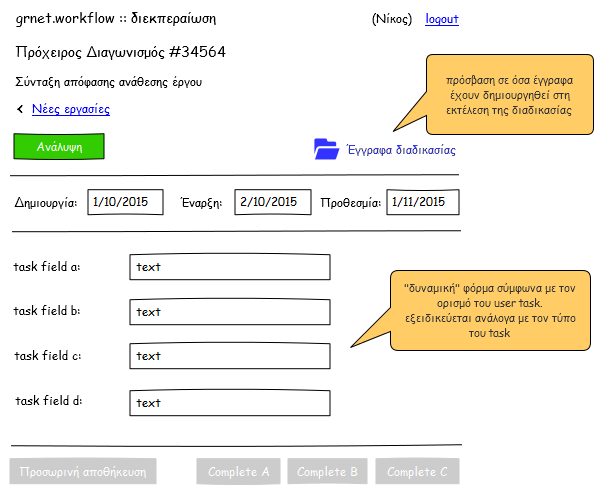 grnet.workflow :: διεκπεραίωση
(Νίκος) logout
Πρόχειρος Διαγωνισμός #34564
Σύνταξη απόφασης ανάθεσης έργου
< Νέες εργασίες
πρόσβαση σε όσα έγγραφα
έχουν δημιουργηθεί στη
εκτέλεση της διαδικασίας
Ανάλυψη
Έγγραφα διαδικασίας
Δημιουργία: 1/10/2015 Έναρξη: 2/10/2015 Προθεσμία: 1/11/2015
task field a: text
task field b: text
task field c: text
task field d: text
"δυναμική" φόρμα σύμφωνα με τον
ορισμό του user task.
εξειδικεύεται ανάλογα με τον τύπο
του task
Προσωρινή αποθήκευση Complete A Complete B Complete C